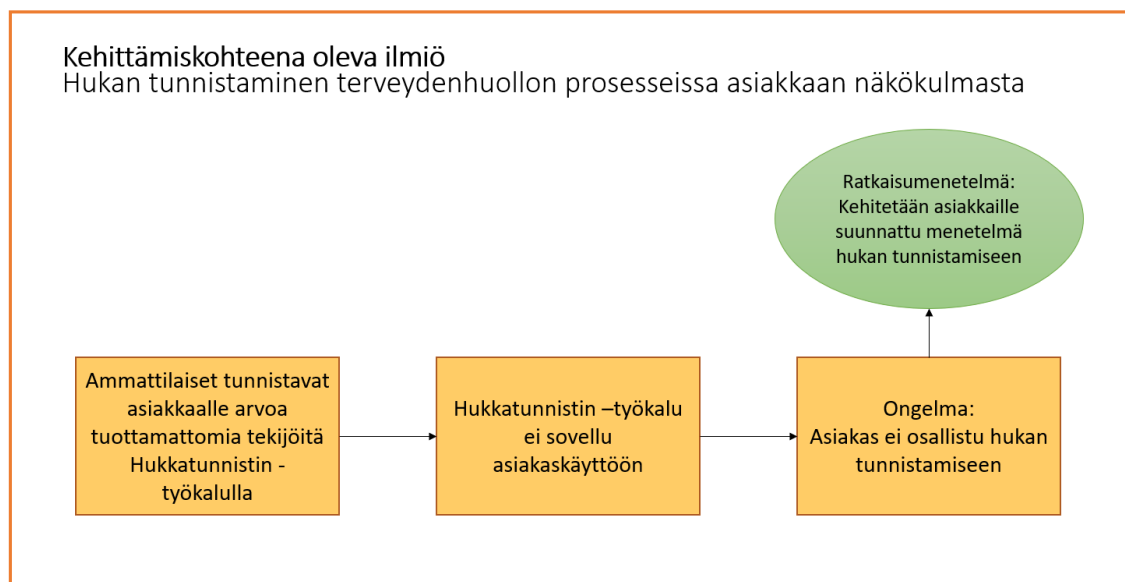 Kehittämiskohteena oleva ilmiö
Hukan tunnistaminen terveydenhuollon prosesseissa asiakkaan näkökulmasta
Ratkaisumenetelmä:
Kehitetään asiakkaille
suunnattu menetelmä
hukan tunnistamiseen
Ammattilaiset tunnistavat
asiakkaalle arvoa
tuottamattomia tekijöitä
Hukkatunnistin -
työkalulla
Hukkatunnistin –työkalu
ei sovellu
asiakaskäyttöön
Ongelma:
Asiakas ei osallistu hukan
tunnistamiseen